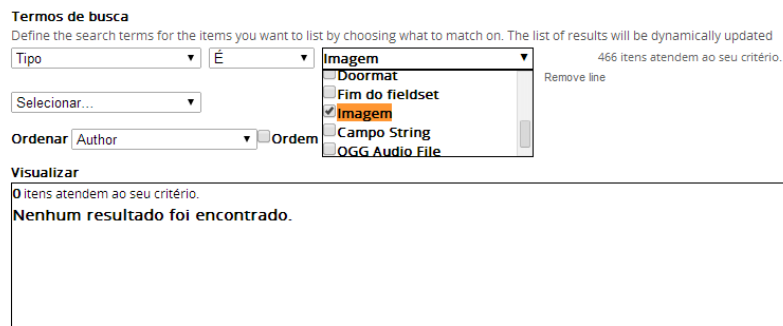 Termos de busca
Define the search terms for the items you want to list by choosing what to match on. The list of results will be dynamically updated
Tipo É Imagem 466 itens atendem ao seu critério.
Doormat Remove line
Fim do fieldset
Selecionar... Imagem
Campo String
Ordenar Author Ordem OGG Audio File
Visualizar
0 itens atendem ao seu critério.
Nenhum resultado foi encontrado.